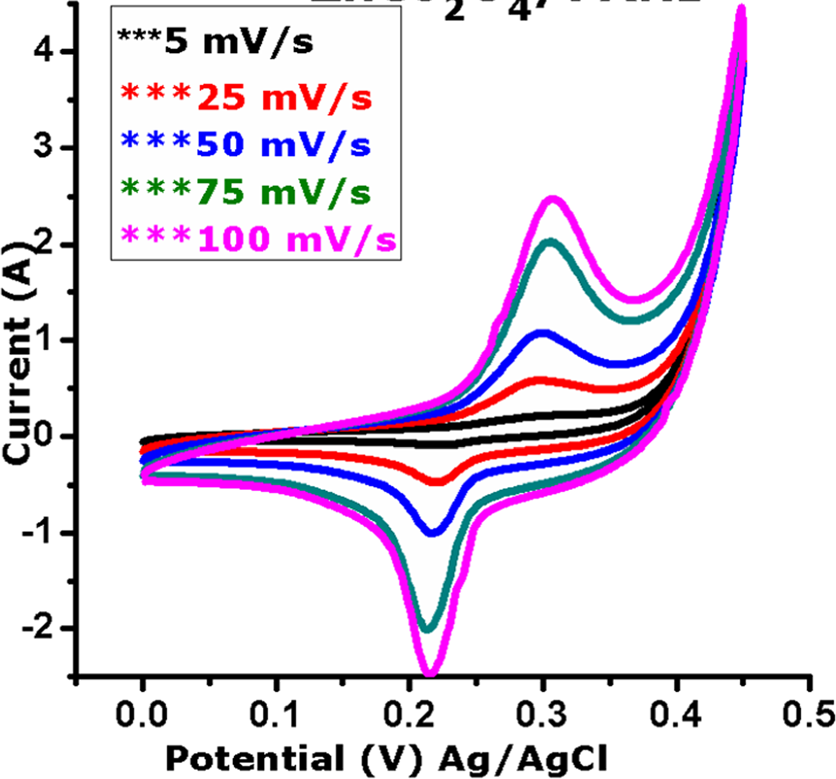 ***5 mV/s
***25 mV/s
***50 mV/s
***75 mV/s
***100 mV/s
Current (A)
4
3
2
1
0
-1
-2
0.0 0.1 0.2 0.3 0.4 0.5
Potential (V) Ag/AgCl